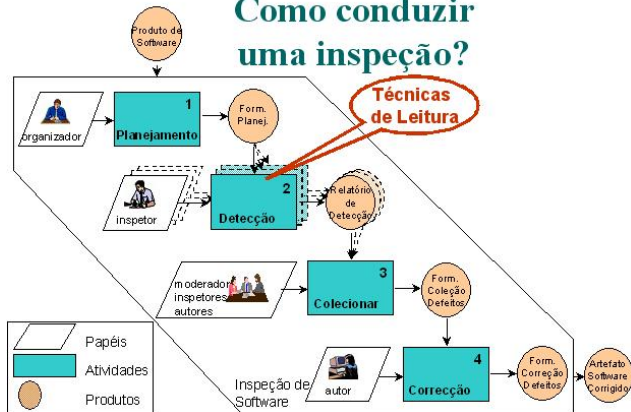 Como conduzir
uma inspeção?
Produto de
Software
Técnicas
de Leitura
organizador
1
Planejamento
Form.
Planej.
inspetor
2
Detecção
Relatório
de
Detecção
moderador
inspetores
autores
3
Colecionar
Form.
Coleção
Defeitos
autor
4
Correcção
Form.
Correção
Defeitos
Artefato
Software
Corrigido
Inspeção de
Software
Papéis
Atividades
Produtos